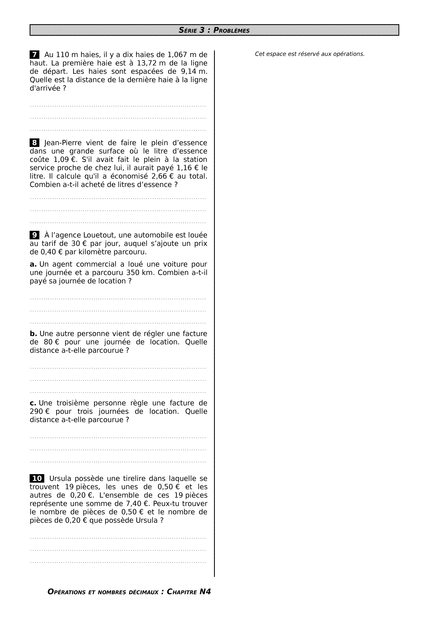 SÉRIE 3 : PROBLÈMES
7 Au 110 m haies, il y a dix haies de 1,067 m de
haut. La première haie est à 13,72 m de la ligne
de départ. Les haies sont espacées de 9,14 m.
Quelle est la distance de la dernière haie à la ligne
d'arrivée ?
8 Jean-Pierre vient de faire le plein d'essence
dans une grande surface où le litre d'essence
coûte 1,09 €. S'il avait fait le plein à la station
service proche de chez lui, il aurait payé 1,16 € le
litre. Il calcule qu'il a économisé 2,66 € au total.
Combien a-t-il acheté de litres d'essence ?
9 À l'agence Louetout, une automobile est louée
au tarif de 30 € par jour, auquel s'ajoute un prix
de 0,40 € par kilomètre parcouru.
a. Un agent commercial a loué une voiture pour
une journée et a parcouru 350 km. Combien a-t-il
payé sa journée de location ?
b. Une autre personne vient de régler une facture
de 80 € pour une journée de location. Quelle
distance a-t-elle parcourue ?
c. Une troisième personne règle une facture de
290 € pour trois journées de location. Quelle
distance a-t-elle parcourue ?
10 Ursula possède une tirelire dans laquelle se
trouvent 19 pièces, les unes de 0,50 € et les
autres de 0,20 €. L'ensemble de ces 19 pièces
représente une somme de 7,40 €. Peux-tu trouver
le nombre de pièces de 0,50 € et le nombre de
pièces de 0,20 € que possède Ursula ?
Cet espace est réservé aux opérations.
OPÉRATIONS ET NOMBRES DÉCIMAUX : CHAPITRE N4